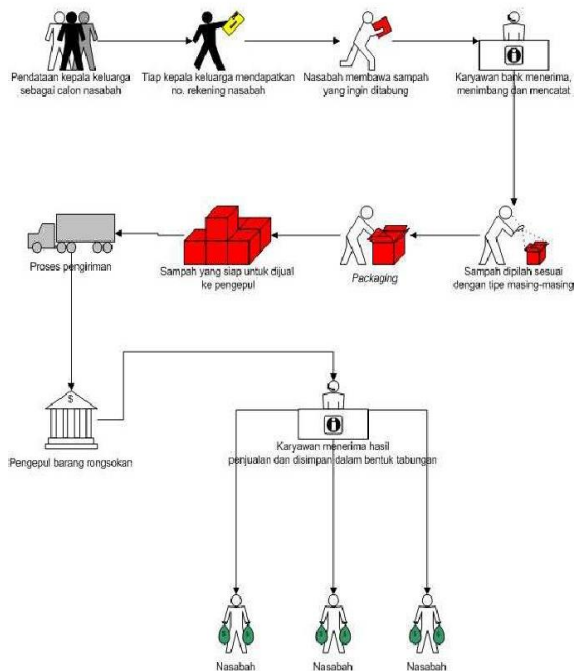 Pendataan kepala keluarga
sebagai calon nasabah
Tiap kepala keluarga mendapatkan
no. rekening nasabah
Nasabah membawa sampah
yang ingin ditabung
Karyawan bank menerima,
menimbang dan mencatat
Proses pengiriman
Sampah yang siap untuk dijual
ke pengepul
Packaging
Sampah dipilah sesuai
dengan tipe masing-masing
$
Pengepul barang rongsokan
Karyawan menerima hasil
penjualan dan disimpan dalam bentuk tabungan
Nasabah
Nasabah
Nasabah